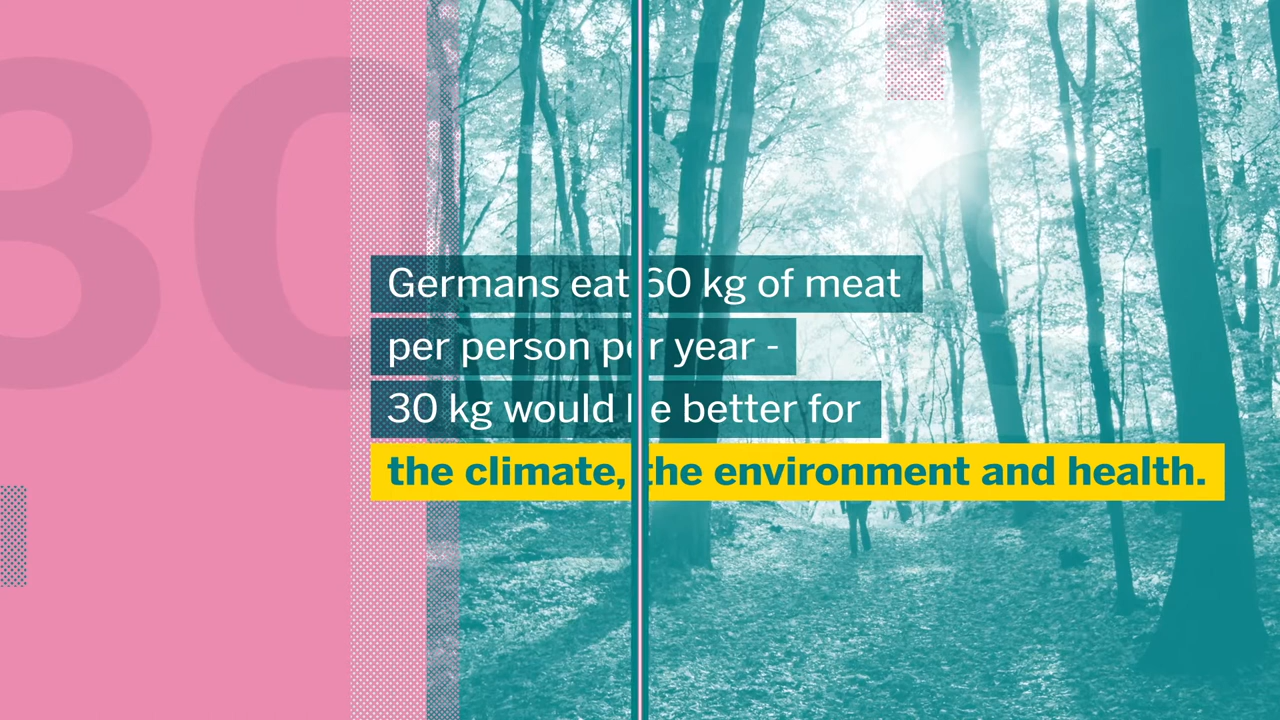 30
Germans eat 60 kg of meat
per person per year -
30 kg would be better for
the climate, the environment and health.